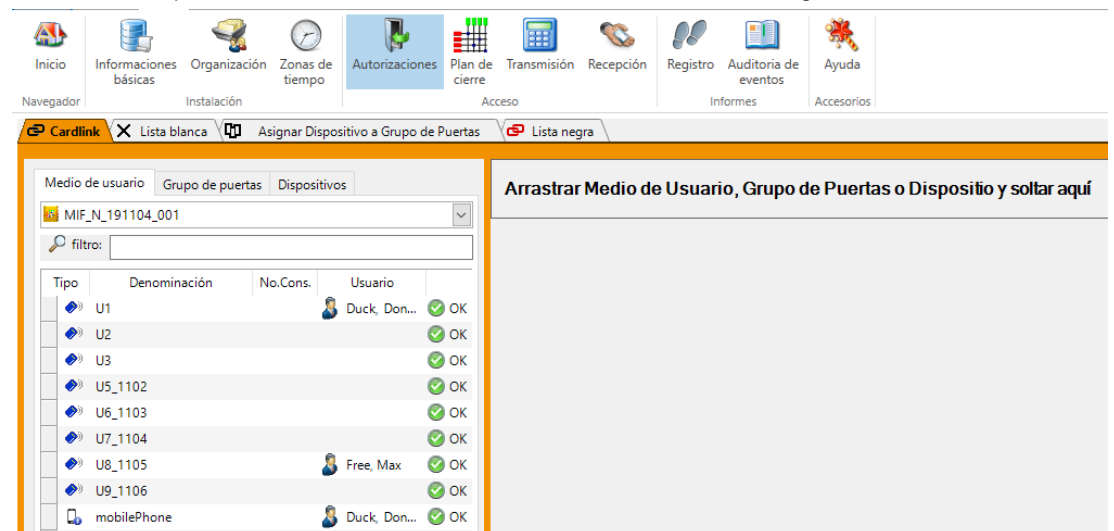 Inicio
Informaciones básicas
Organización
Zonas de tiempo
Autorizaciones
Plan de cierre
Transmisión
Recepción
Registro
Auditoria de eventos
Ayuda
Navegador
Instalación
Acceso
Informes
Accesorios
Cardlink
Lista blanca
Asignar Dispositivo a Grupo de Puertas
Lista negra
Medio de usuario Grupo de puertas Dispositivos
Arrastrar Medio de Usuario, Grupo de Puertas o Dispositio y soltar aquí
MIF_N_191104_001
filtro:
Tipo Denominación No.Cons. Usuario
U1 Duck, Don... OK
U2 OK
U3 OK
U5_1102 OK
U6_1103 OK
U7_1104 OK
U8_1105 Free, Max OK
U9_1106 OK
mobilePhone Duck, Don... OK